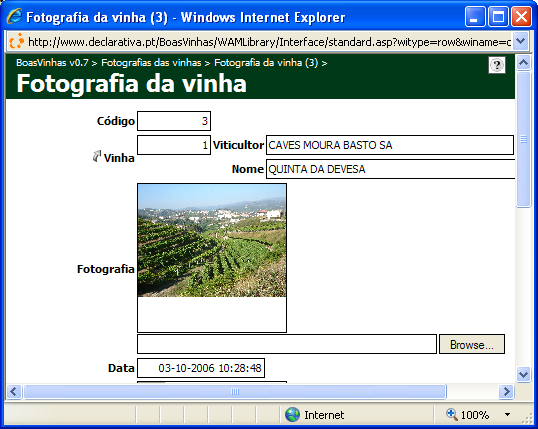 Fotografia da vinha (3) - Windows Internet Explorer
http://www.declarativa.pt/BoasVinhas/WAMLibrary/Interface/standard.asp?witype=row&winame=c
BoasVinhas v0.7 > Fotografias das vinhas > Fotografia da vinha (3) >
?
Fotografia da vinha
Código 3
Vinha 1 Viticultor CAVES MOURA BASTO SA
Nome QUINTA DA DEVESA
Fotografia
Browse...
Data 03-10-2006 10:28:48
Internet 100%